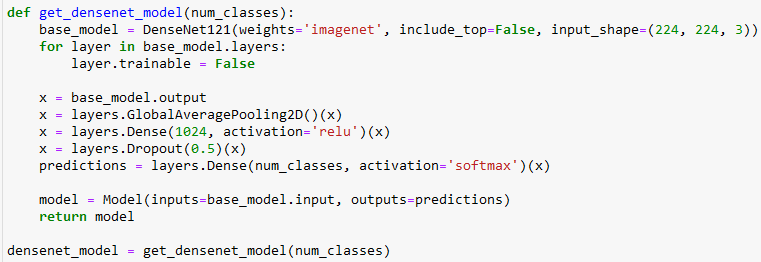 def get_densenet_model(num_classes):
    base_model = DenseNet121(weights='imagenet', include_top=False, input_shape=(224, 224, 3))
    for layer in base_model.layers:
        layer.trainable = False

    x = base_model.output
    x = layers.GlobalAveragePooling2D()(x)
    x = layers.Dense(1024, activation='relu')(x)
    x = layers.Dropout(0.5)(x)
    predictions = layers.Dense(num_classes, activation='softmax')(x)

    model = Model(inputs=base_model.input, outputs=predictions)
    return model

densenet_model = get_densenet_model(num_classes)